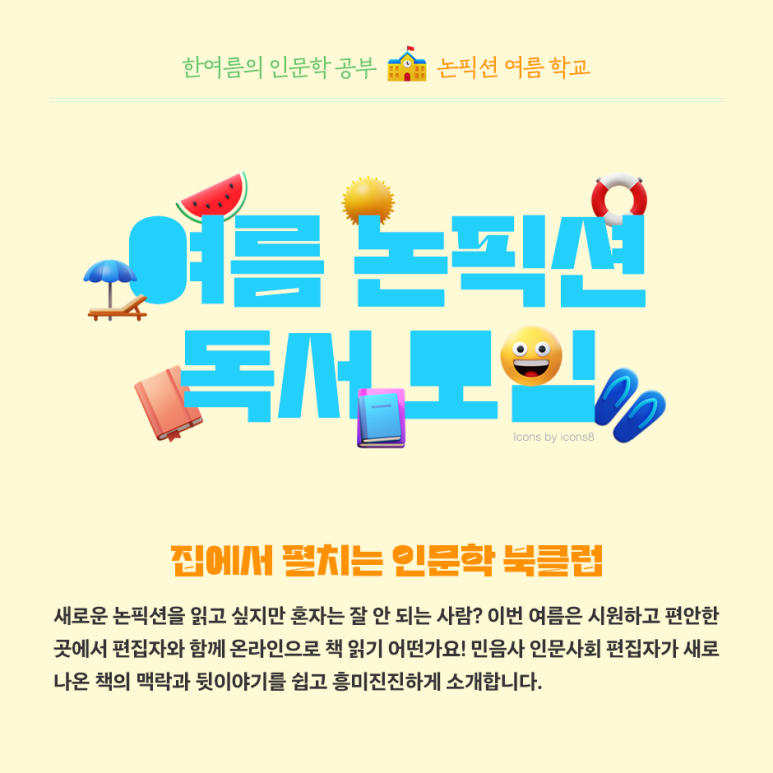 한여름의 인문학 공부 논픽션 여름 학교
여름 논픽션
독서 모임
Icons by icons8
집에서 펼치는 인문학 북클럽
새로운 논픽션을 읽고 싶지만 혼자는 잘 안 되는 사람? 이번 여름은 시원하고 편안한
곳에서 편집자와 함께 온라인으로 책 읽기 어떤가요! 민음사 인문사회 편집자가 새로
나온 책의 맥락과 뒷이야기를 쉽고 흥미진진하게 소개합니다.